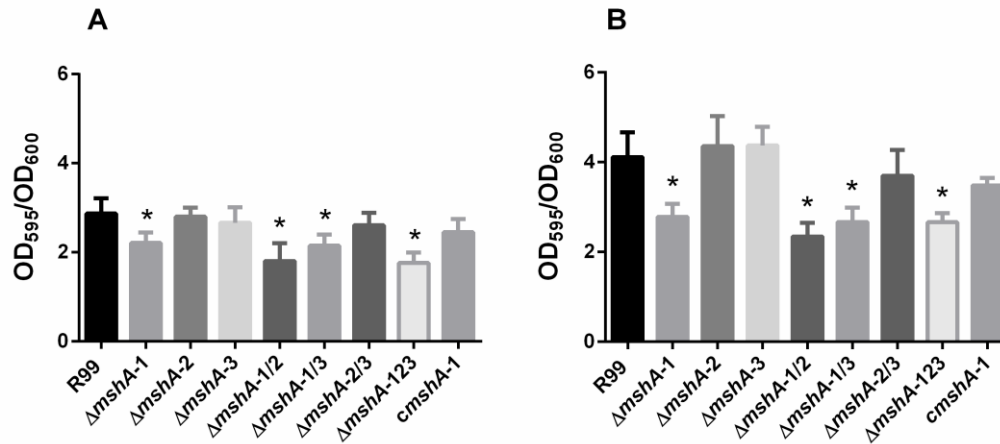 A
OD595/OD600
6
4
2
0
* * * *
R99
ΔmshA-1
ΔmshA-2
ΔmshA-3
ΔmshA-1/2
ΔmshA-1/3
ΔmshA-2/3
ΔmshA-123
cmshA-1
B
OD595/OD600
6
4
2
0
* * * *
R99
ΔmshA-1
ΔmshA-2
ΔmshA-3
ΔmshA-1/2
ΔmshA-1/3
ΔmshA-2/3
ΔmshA-123
cmshA-1